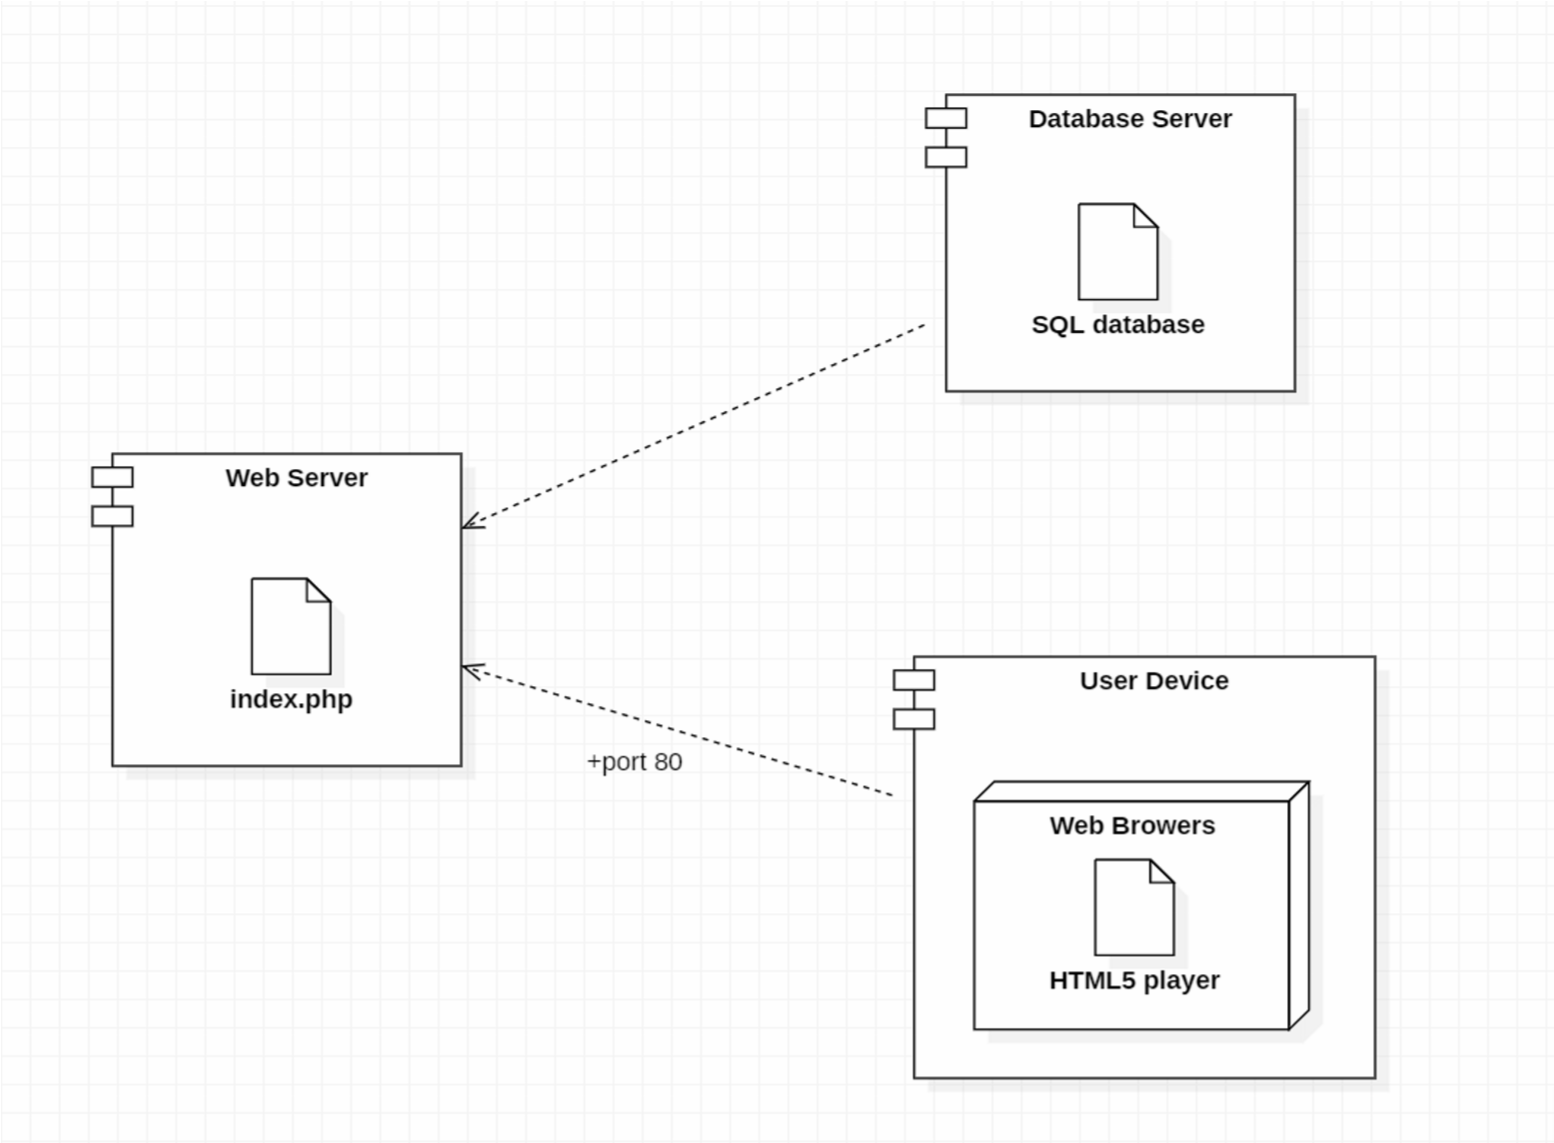 Database Server
SQL database
Web Server
index.php
+port 80
User Device
Web Browers
HTML5 player